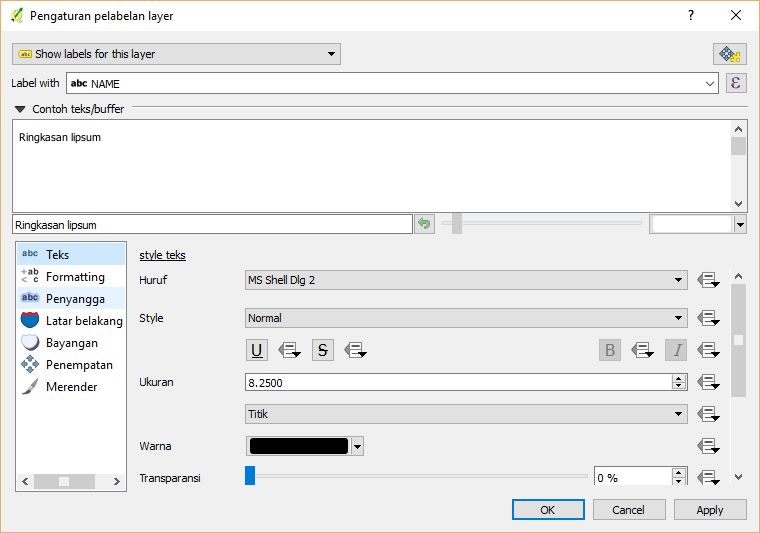 Pengaturan pelabelan layer
?
abc Show labels for this layer
Label with abc NAME ε
Contoh teks/buffer
Ringkasan lipsum
Ringkasan lipsum
abc Teks
+ab < c Formatting
abc Penyangga
Latar belakang
Bayangan
Penempatan
Merender
style teks
Huruf MS Shell Dlg 2
Style Normal
U S B I
Ukuran 8.2500
Titik
Warna
Transparansi 0 %
OK Cancel Apply